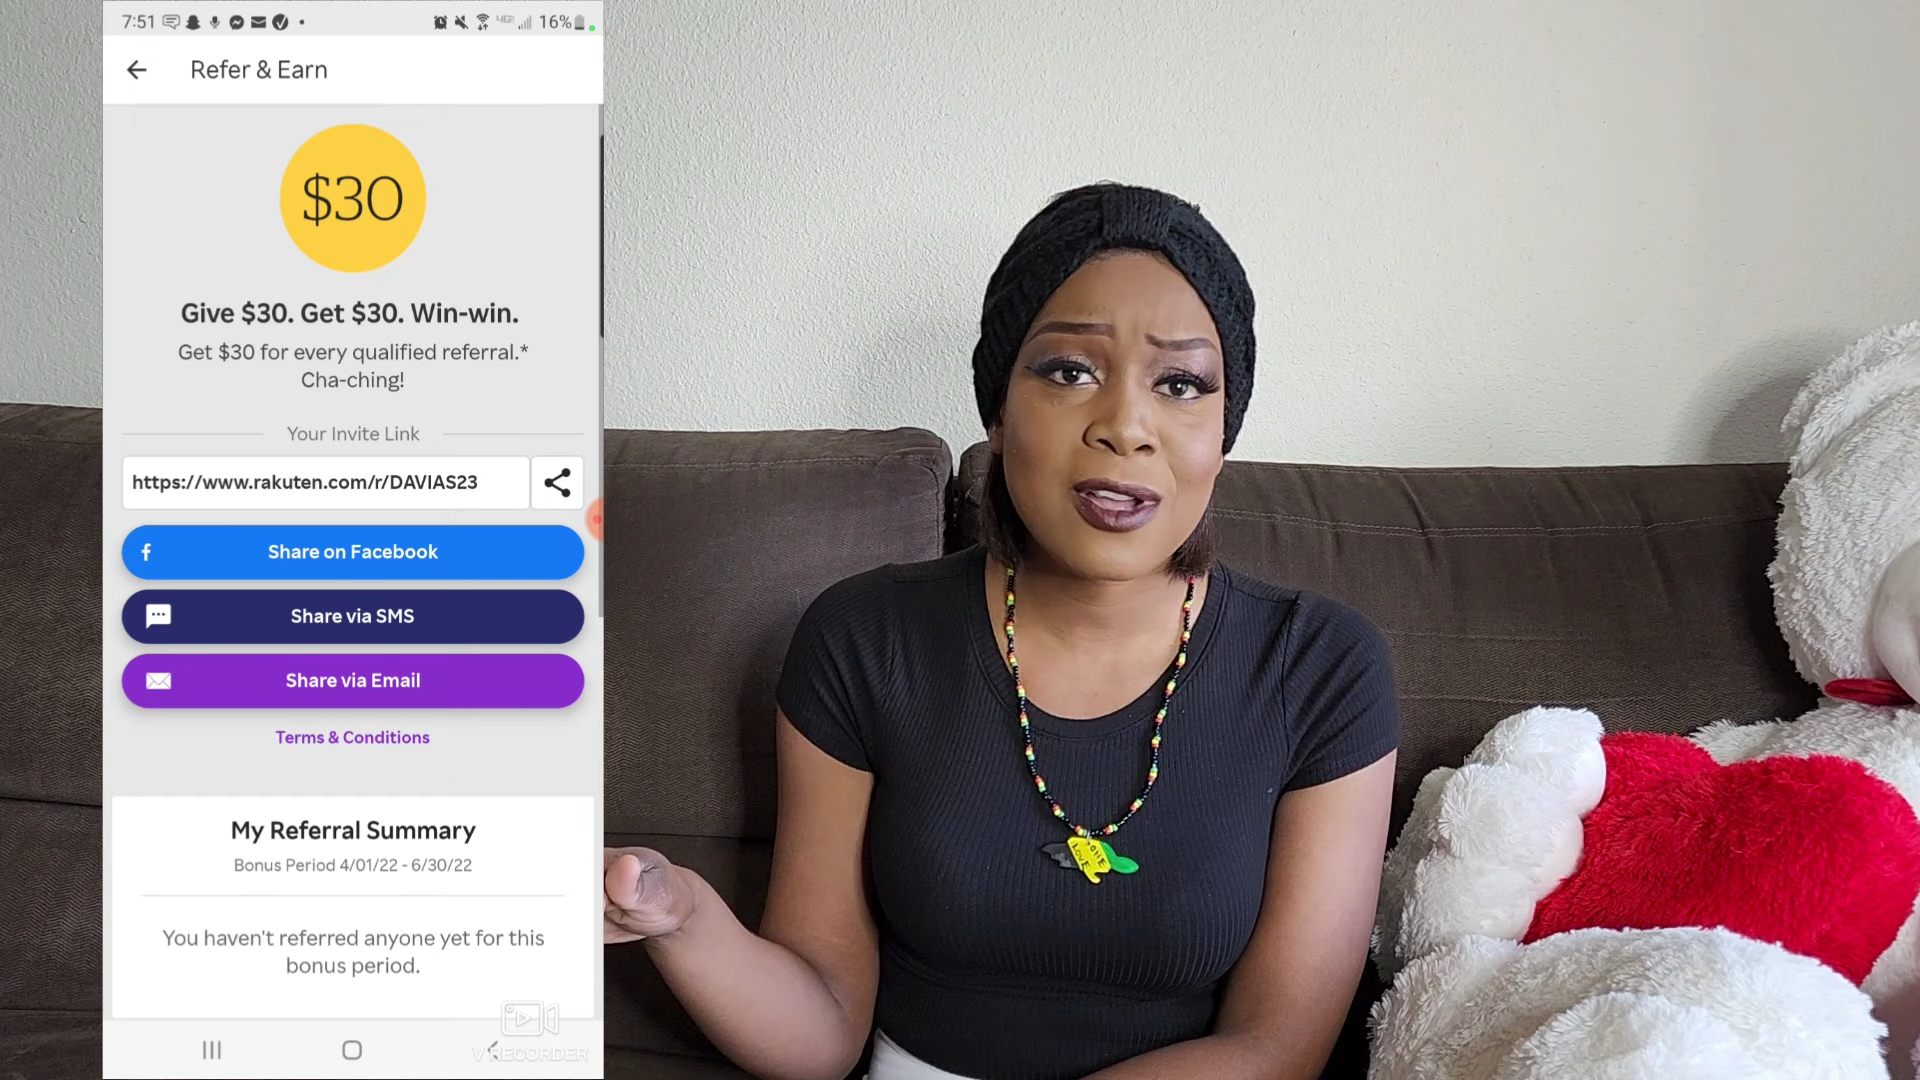 7:51
4G 16%
Refer & Earn
$30
Give $30. Get $30. Win-win.
Get $30 for every qualified referral.*
Cha-ching!
Your Invite Link
https://www.rakuten.com/r/DAVIAS23
f Share on Facebook
Share via SMS
Share via Email
Terms & Conditions
My Referral Summary
Bonus Period 4/01/22 - 6/30/22
You haven't referred anyone yet for this
bonus period.
V RECORDER
ONE
LOVE